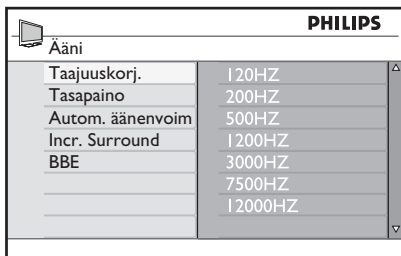 PHILIPS
Ääni
Taajuuskorj. 120HZ
Tasapaino 200HZ
Autom. äänenvoim 500HZ
Incr. Surround 1200HZ
BBE 3000HZ
7500HZ
12000HZ